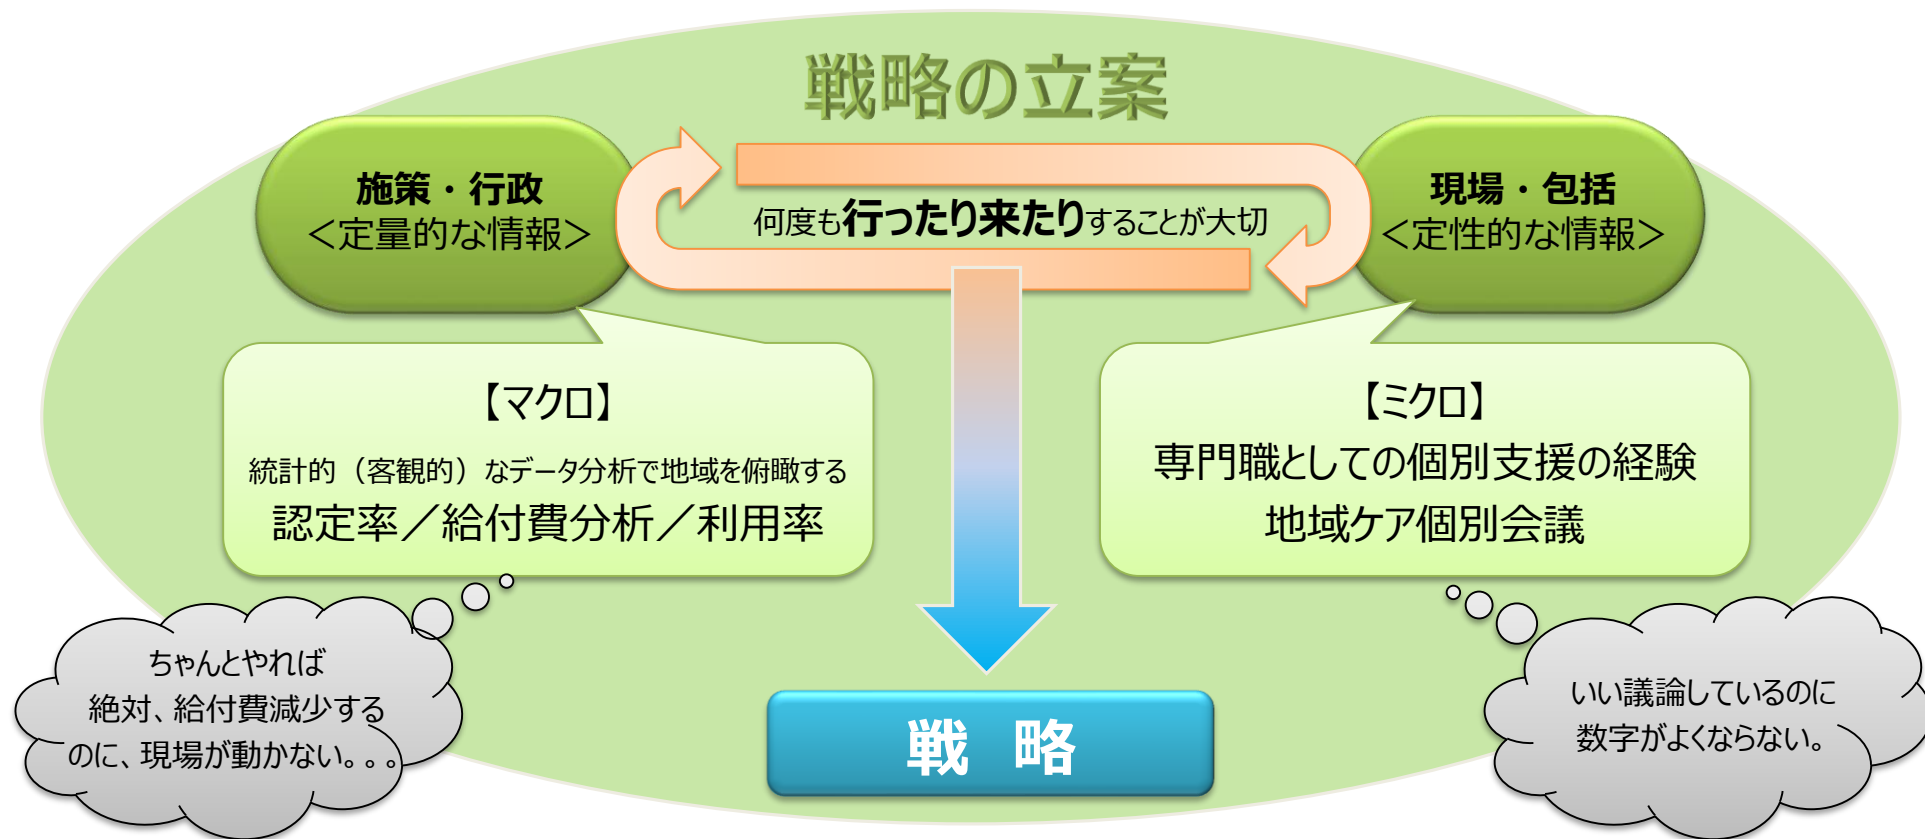 戦略の立案
施策・行政
＜定量的な情報＞
何度も行ったり来たりすることが大切
現場・包括
＜定性的な情報＞
【マクロ】
統計的（客観的）なデータ分析で地域を俯瞰する
認定率／給付費分析／利用率
【ミクロ】
専門職としての個別支援の経験
地域ケア個別会議
ちゃんとやれば
絶対、給付費減少する
のに、現場が動かない。。。
いい議論しているのに
数字がよくならない。
戦　略